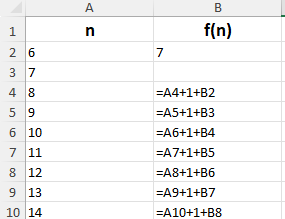 A B
1 n f(n)
2 6 7
3 7
4 8 =A4+1+B2
5 9 =A5+1+B3
6 10 =A6+1+B4
7 11 =A7+1+B5
8 12 =A8+1+B6
9 13 =A9+1+B7
10 14 =A10+1+B8